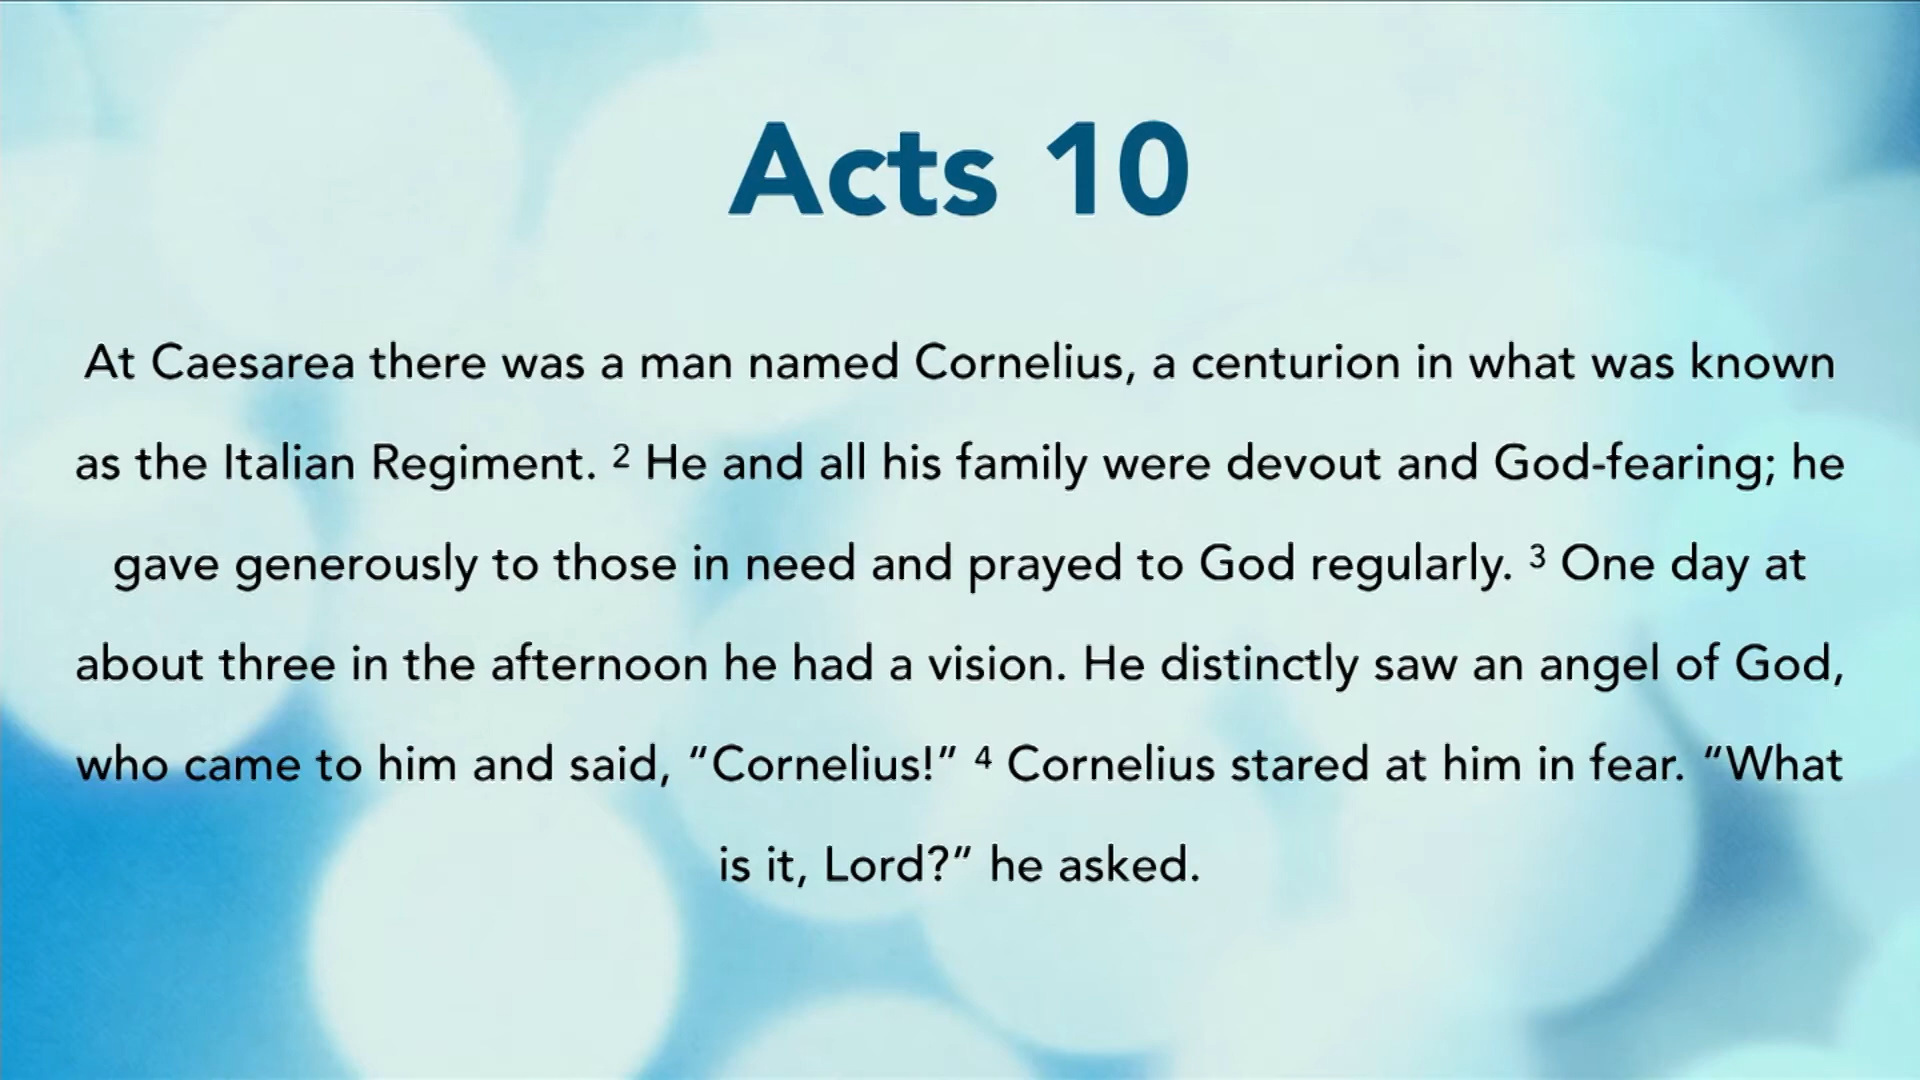 Acts 10
At Caesarea there was a man named Cornelius, a centurion in what was known
as the Italian Regiment. ² He and all his family were devout and God-fearing; he
gave generously to those in need and prayed to God regularly. ³ One day at
about three in the afternoon he had a vision. He distinctly saw an angel of God,
who came to him and said, “Cornelius!” ⁴ Cornelius stared at him in fear. “What
is it, Lord?” he asked.